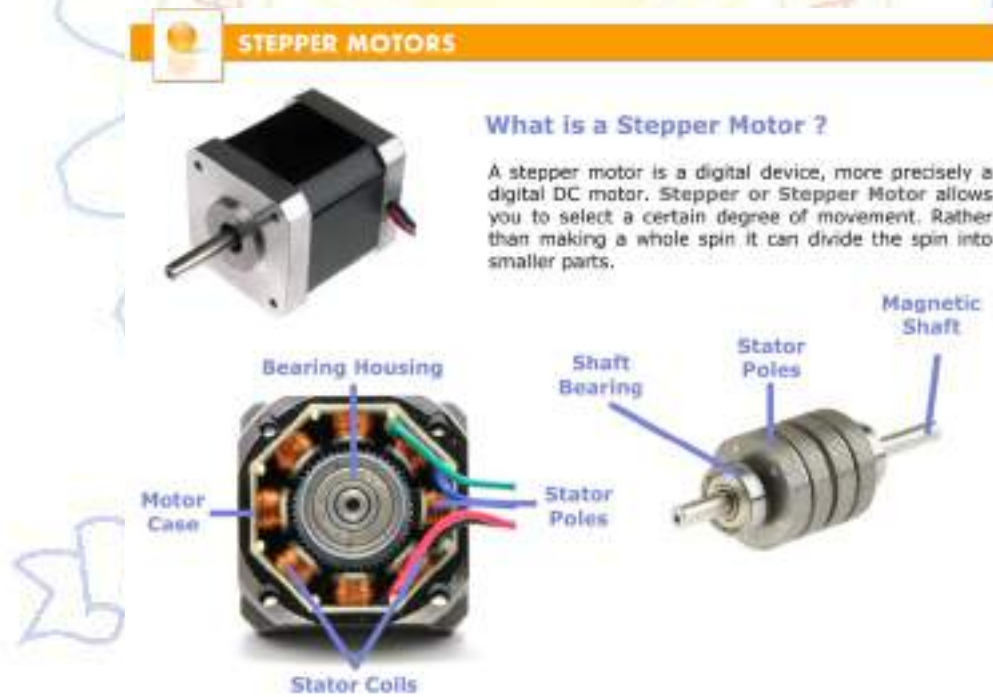 STEPPER MOTORS
What is a Stepper Motor ?
A stepper motor is a digital device, more precisely a
digital DC motor. Stepper or Stepper Motor allows
you to select a certain degree of movement. Rather
than making a whole spin it can divide the spin into
smaller parts.
Magnetic
Shaft
Stator
Poles
Shaft
Bearing
Bearing Housing
Motor
Case
Stator
Poles
Stator Coils